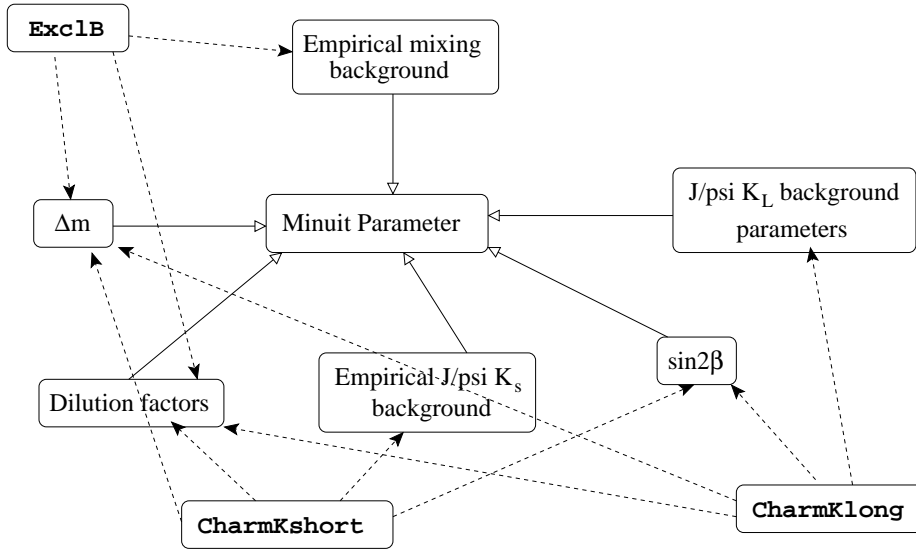 ExclB
Empirical mixing
background
J/psi K_L background
parameters
Δm
Minuit Parameter
sin2β
Empirical J/psi K_s
background
Dilution factors
CharmKshort
CharmKlong